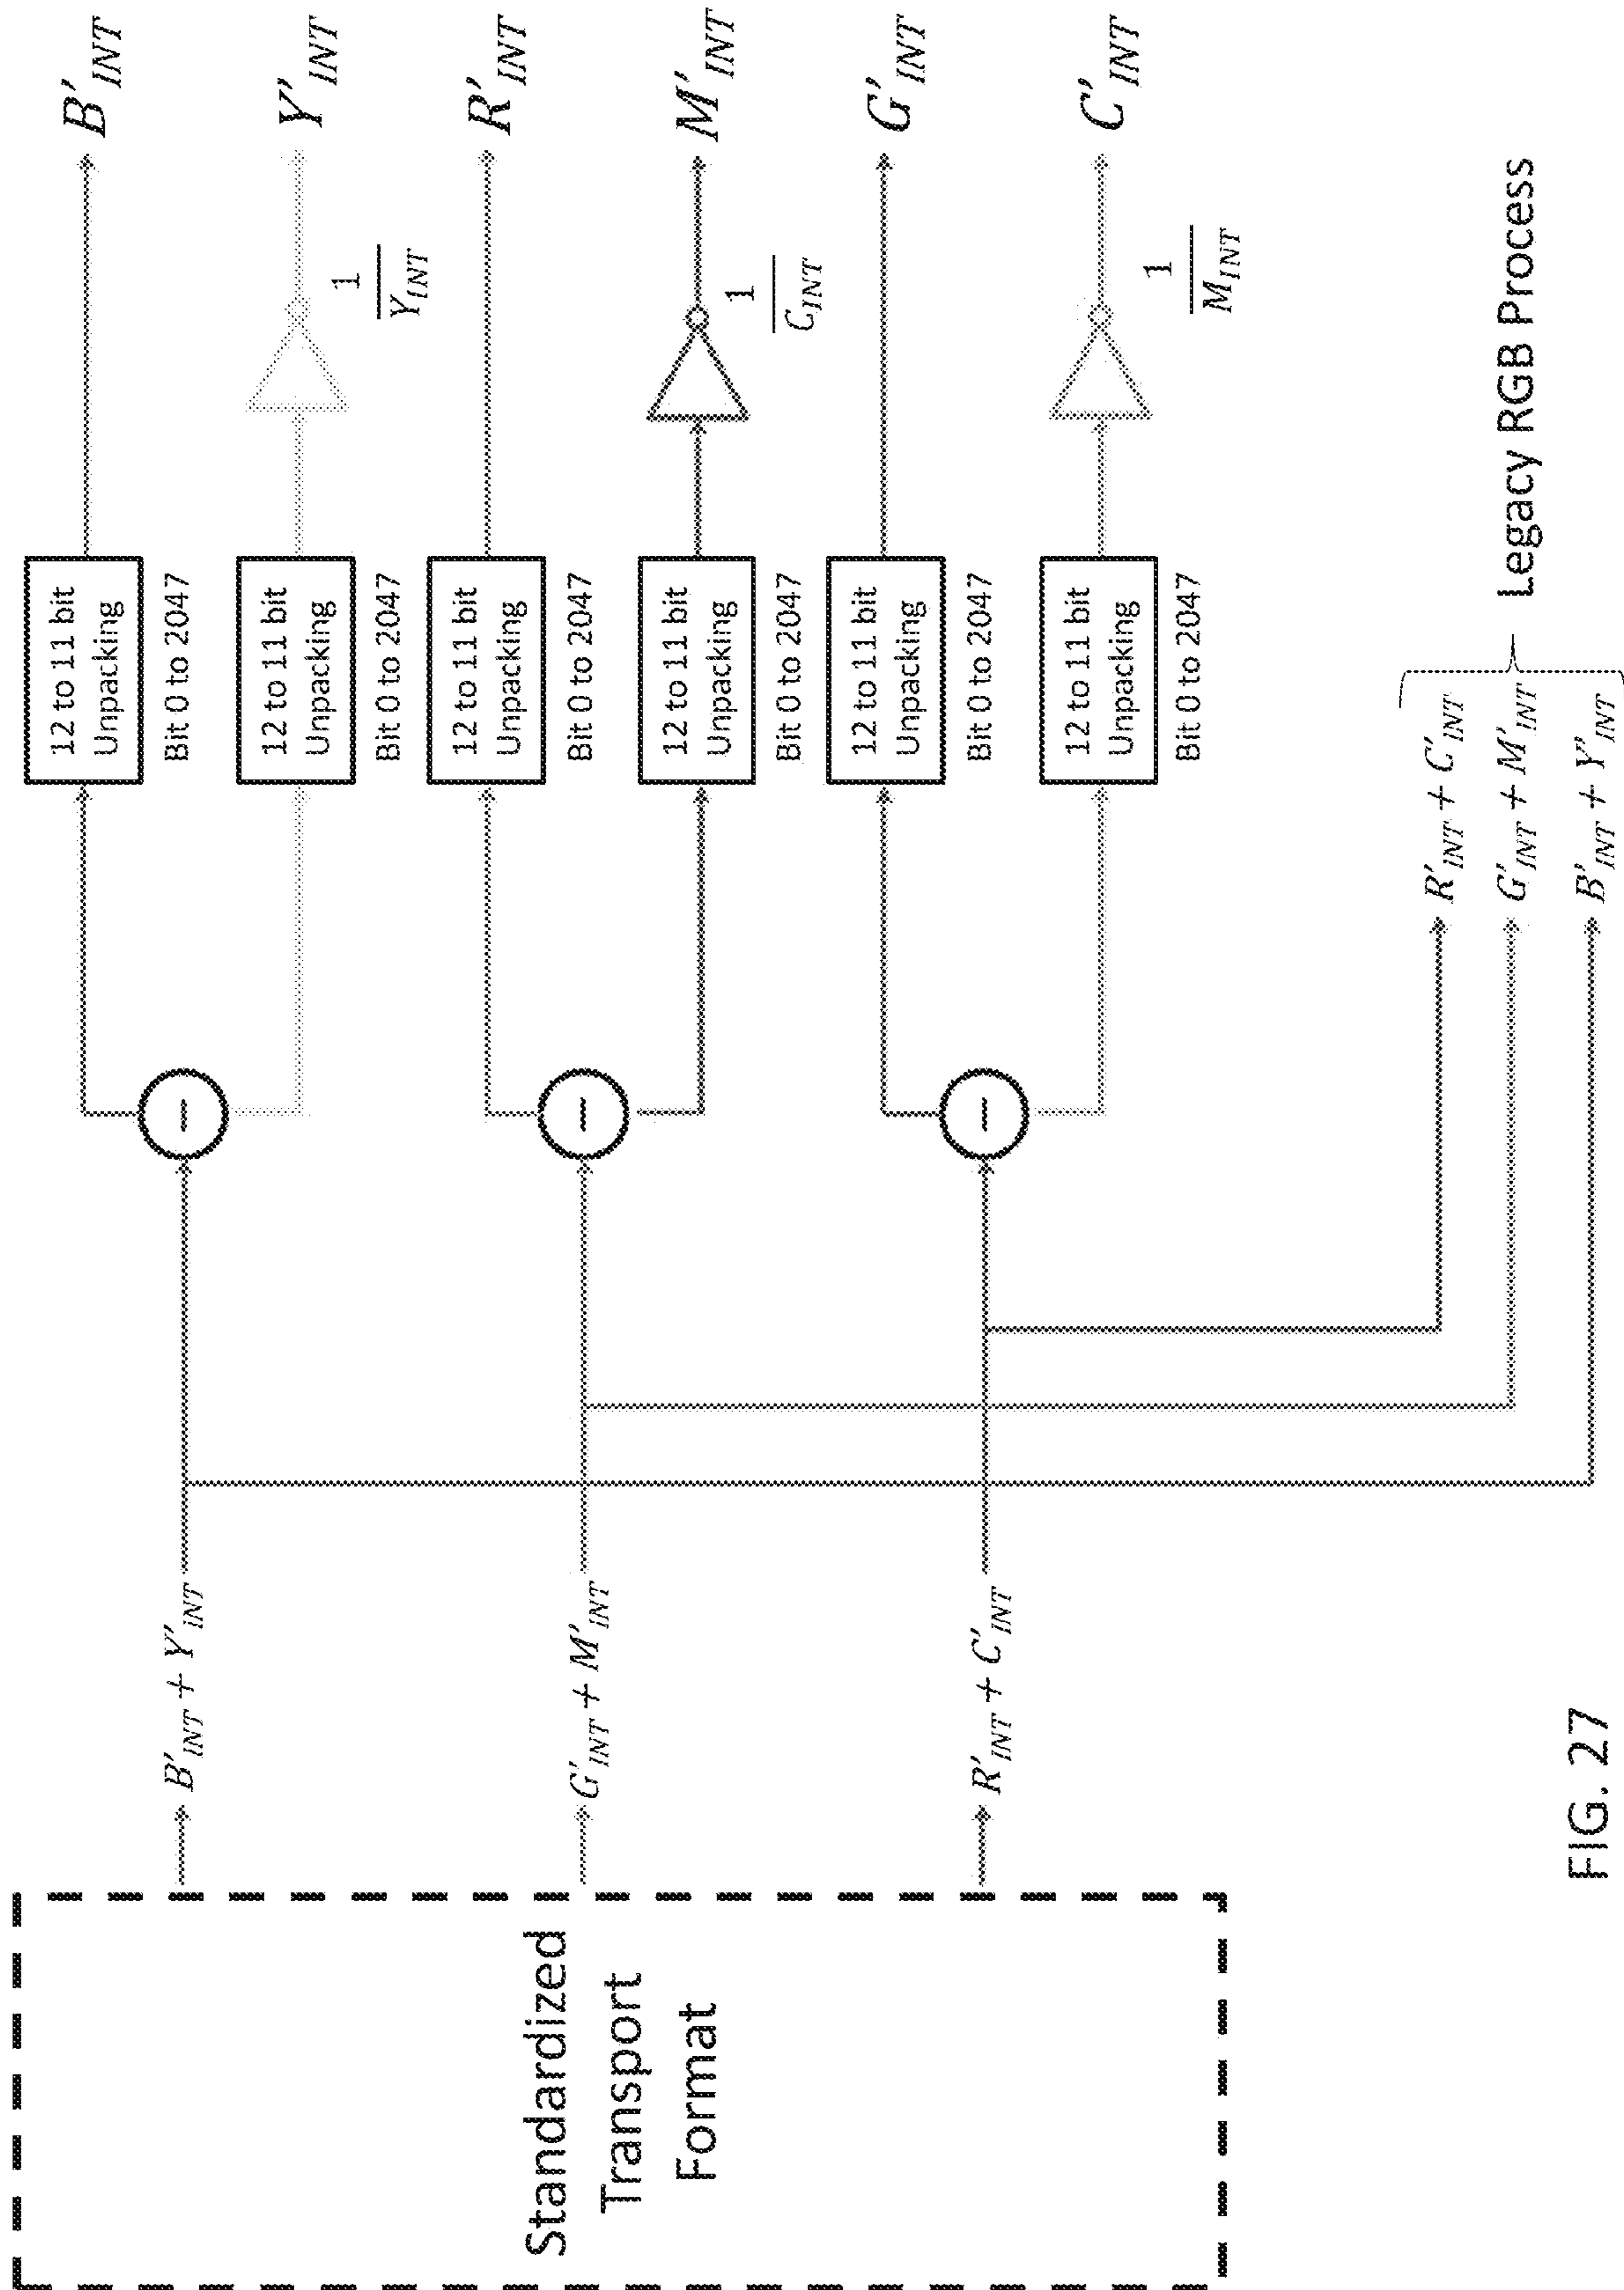 Standardized
Transport
Format
B′INT + Y′INT
G′INT + M′INT
R′INT + C′INT
−
−
−
12 to 11 bit
Unpacking
Bit 0 to 2047
12 to 11 bit
Unpacking
Bit 0 to 2047
12 to 11 bit
Unpacking
Bit 0 to 2047
12 to 11 bit
Unpacking
Bit 0 to 2047
12 to 11 bit
Unpacking
Bit 0 to 2047
12 to 11 bit
Unpacking
Bit 0 to 2047
1
YINT
1
CINT
1
MINT
B′INT
Y′INT
R′INT
M′INT
G′INT
C′INT
R′INT + C′INT
G′INT + M′INT
B′INT + Y′INT
Legacy RGB Process
FIG. 27